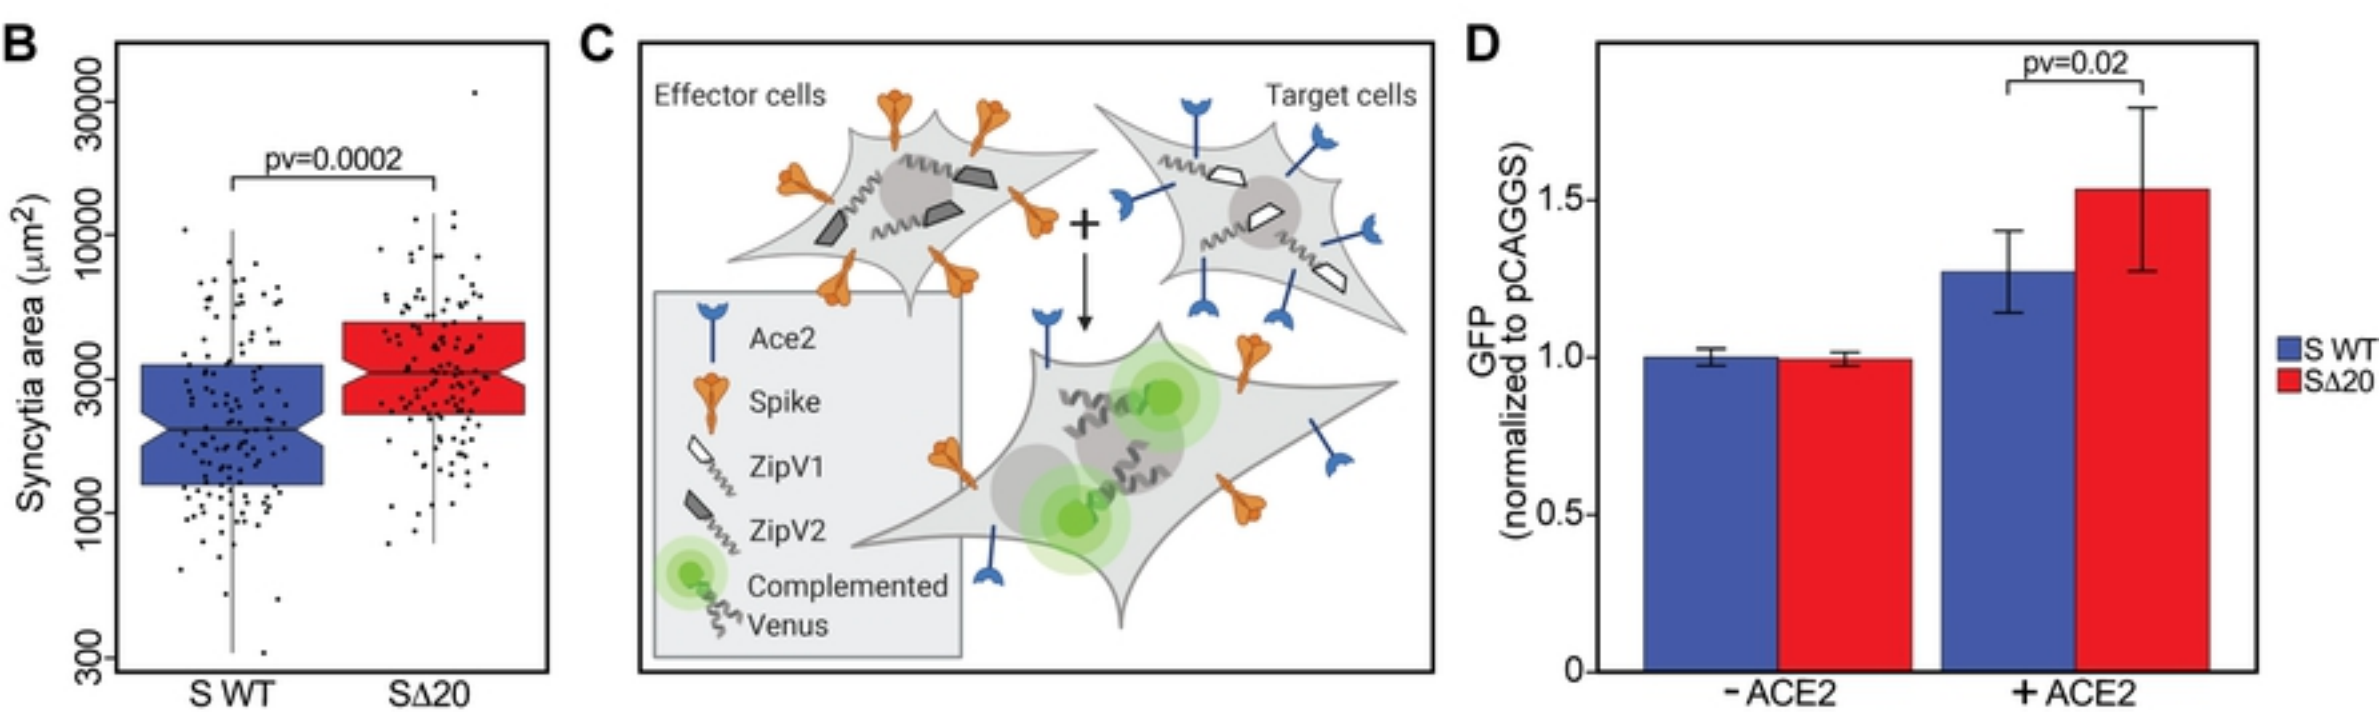 B
Syncytia area (μm²)
30000
10000
3000
1000
300
pv=0.0002
S WT
SΔ20
C
Effector cells
Target cells
+
Ace2
Spike
ZipV1
ZipV2
Complemented
Venus
D
GFP
(normalized to pCAGGS)
1.5
1.0
0.5
0
pv=0.02
- ACE2
+ ACE2
S WT
SΔ20